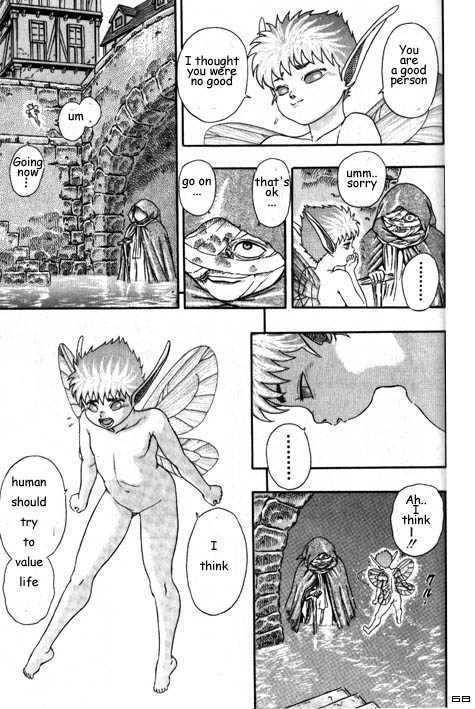 You
are a
good
person
I thought
you were
no good
umm..
sorry
that's
ok
...
go on
...
um
Going
now
...
Ah..
I
think
!!
I
think
human
should
try
to
value
life
68